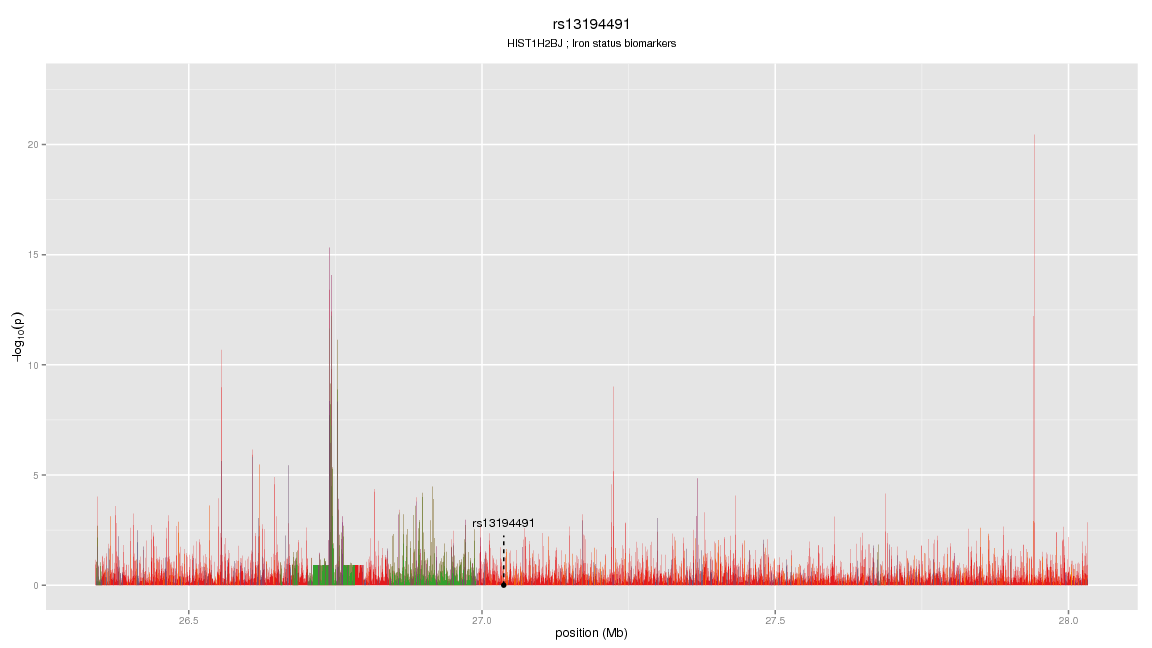 rs13194491
HIST1H2BJ ; Iron status biomarkers
20
15
10
5
0
−log10(p)
rs13194491
26.5
27.0
27.5
28.0
position (Mb)